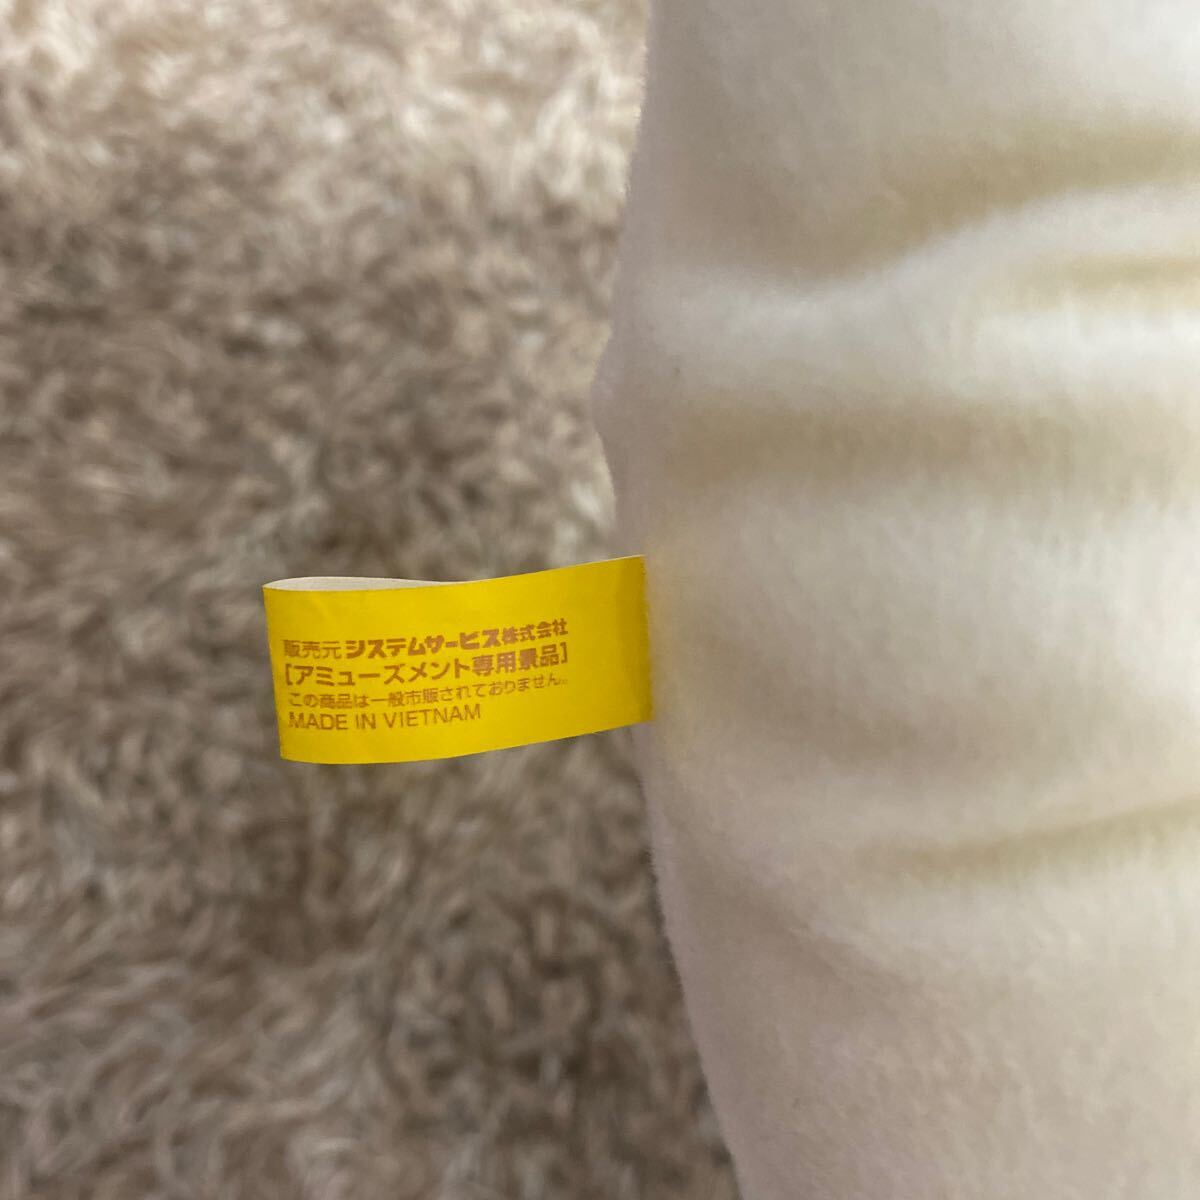 販売元 システムサービス株式会社
[アミューズメント専用景品]
この商品は一般市販されておりません。
MADE IN VIETNAM